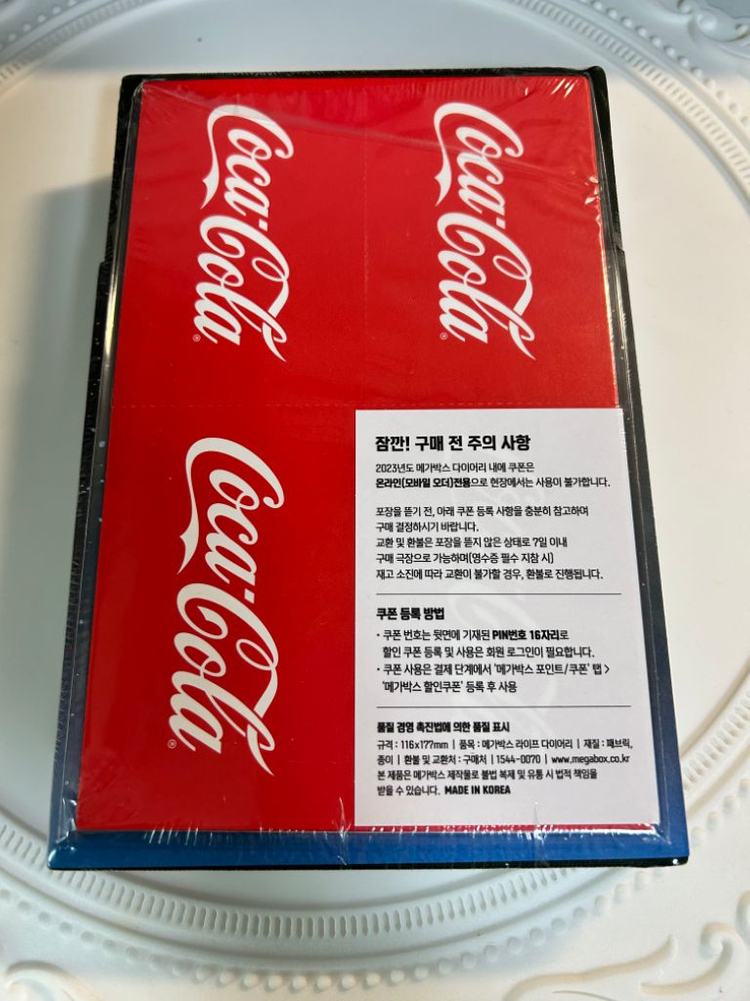 Coca-Cola®
Coca-Cola
Coca-Cola®
잠깐! 구매 전 주의 사항
2023년도 메가박스 다이어리 내에 쿠폰은
온라인(모바일 오더)전용으로 현장에서는 사용이 불가합니다.
포장을 뜯기 전, 아래 쿠폰 등록 사항을 충분히 참고하여
구매 결정하시기 바랍니다.
교환 및 환불은 포장을 뜯지 않은 상태로 7일 이내
구매 극장으로 가능하며(영수증 필수 지참 시)
재고 소진에 따라 교환이 불가할 경우, 환불로 진행됩니다.
쿠폰 등록 방법
• 쿠폰 번호는 뒷면에 기재된 PIN번호 16자리로
할인 쿠폰 등록 및 사용은 회원 로그인이 필요합니다.
• 쿠폰 사용은 결제 단계에서 '메가박스 포인트/쿠폰' 탭 >
'메가박스 할인쿠폰' 등록 후 사용
품질 경영 촉진법에 의한 품질 표시
규격 : 116x177mm | 품목 : 메가박스 라이프 다이어리 | 재질 : 패브릭,
종이 | 환불 및 교환처 : 구매처 | 1544-0070 | www.megabox.co.kr
본 제품은 메가박스 제작물로 불법 복제 및 유통 시 법적 책임을
받을 수 있습니다. MADE IN KOREA